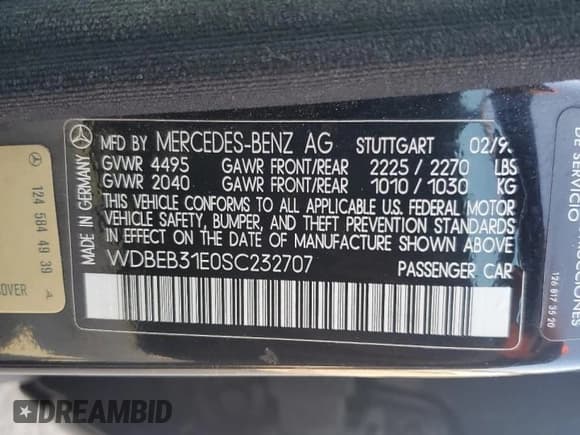 MFD BY MERCEDES-BENZ AG STUTTGART 02/9
GVWR 4495 GAWR FRONT/REAR 2225 / 2270 LBS
GVWR 2040 GAWR FRONT/REAR 1010 / 1030 KG
THIS VEHICLE CONFORMS TO ALL APPLICABLE U.S. FEDERAL MOTOR
VEHICLE SAFETY, BUMPER, AND THEFT PREVENTION STANDARDS
IN EFFECT ON THE DATE OF MANUFACTURE SHOWN ABOVE.
WDBEB31E0SC232707 PASSENGER CAR
MADE IN GERMANY
124 584 49 39
OVER
DE SERVICIO
126 817 35 20
DREAMBID